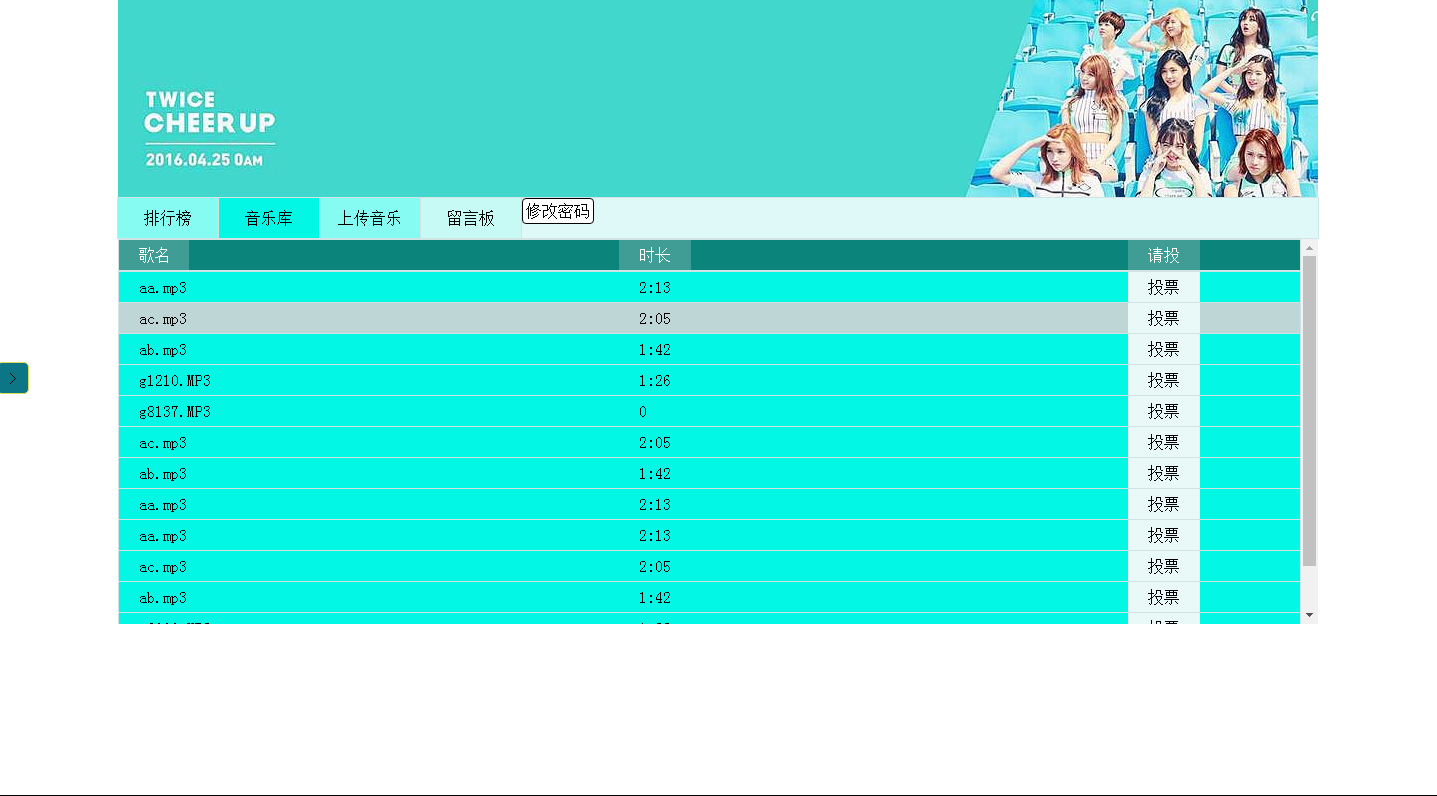 TWICE
CHEER UP
2016.04.25 0AM
排行榜 音乐库 上传音乐 留言板 修改密码
歌名 时长 请投
aa.mp3 2:13 投票
ac.mp3 2:05 投票
ab.mp3 1:42 投票
g1210.MP3 1:26 投票
g8137.MP3 0 投票
ac.mp3 2:05 投票
ab.mp3 1:42 投票
aa.mp3 2:13 投票
aa.mp3 2:13 投票
ac.mp3 2:05 投票
ab.mp3 1:42 投票